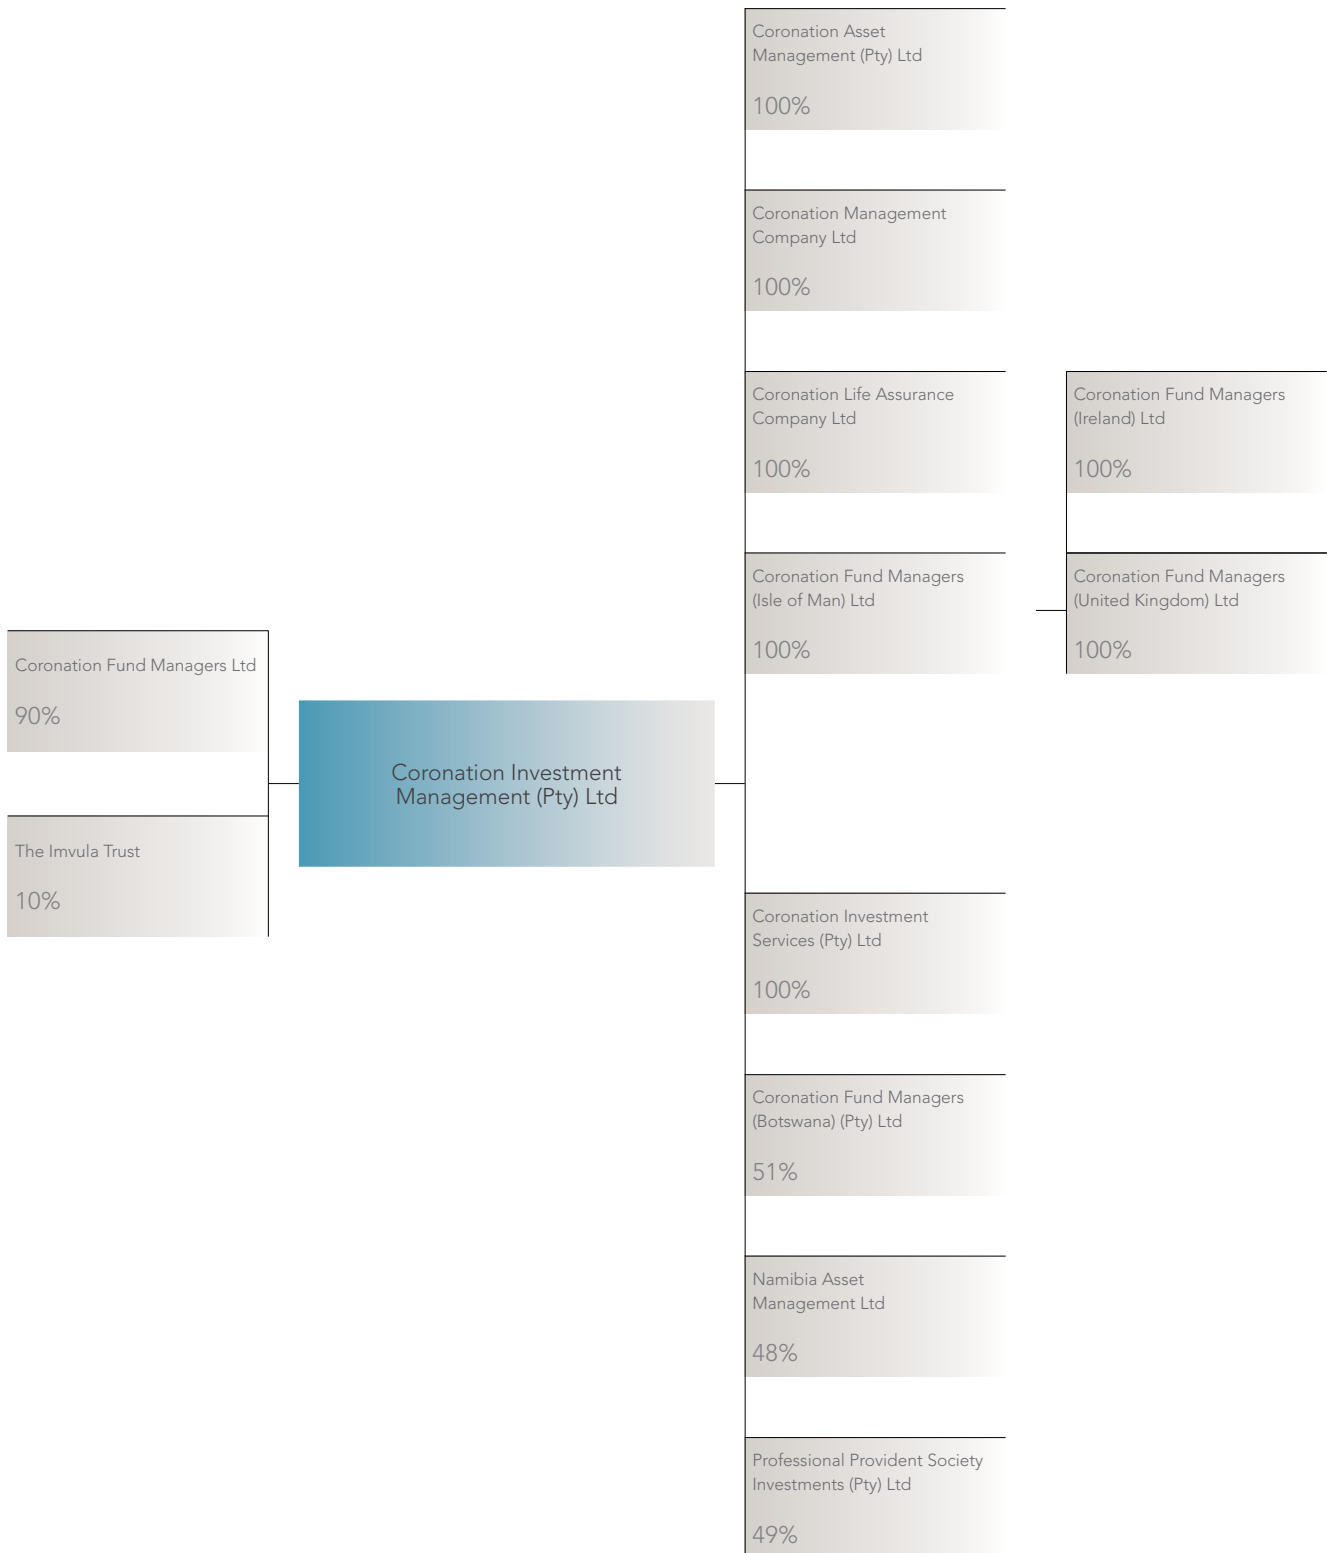 Coronation Fund Managers Ltd
90%
The Imvula Trust
10%
Coronation Investment
Management (Pty) Ltd
Coronation Asset
Management (Pty) Ltd
100%
Coronation Management
Company Ltd
100%
Coronation Life Assurance
Company Ltd
100%
Coronation Fund Managers
(Isle of Man) Ltd
100%
Coronation Fund Managers
(Ireland) Ltd
100%
Coronation Fund Managers
(United Kingdom) Ltd
100%
Coronation Investment
Services (Pty) Ltd
100%
Coronation Fund Managers
(Botswana) (Pty) Ltd
51%
Namibia Asset
Management Ltd
48%
Professional Provident Society
Investments (Pty) Ltd
49%